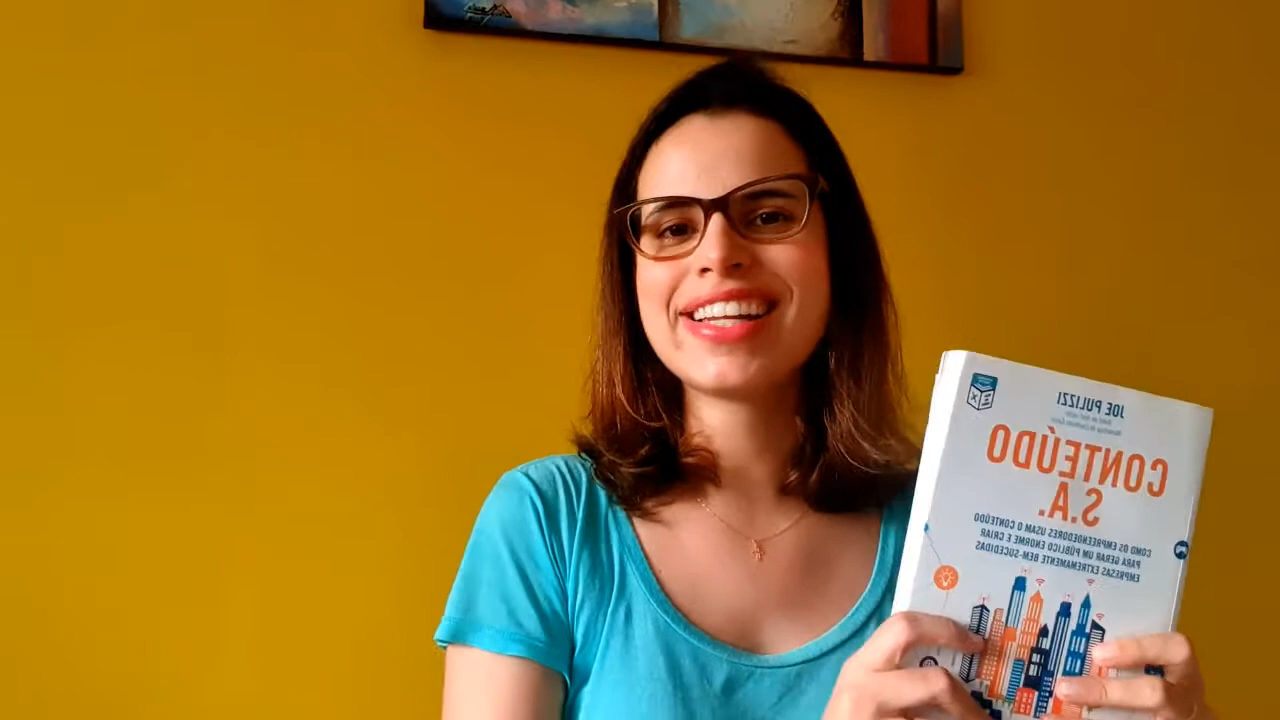 JOE PULIZZI
CONTEÚDO
S.A.
COMO OS EMPREENDEDORES USAM O CONTEÚDO
PARA GERAR UM PÚBLICO ENORME E CRIAR
EMPRESAS EXTREMAMENTE BEM-SUCEDIDAS